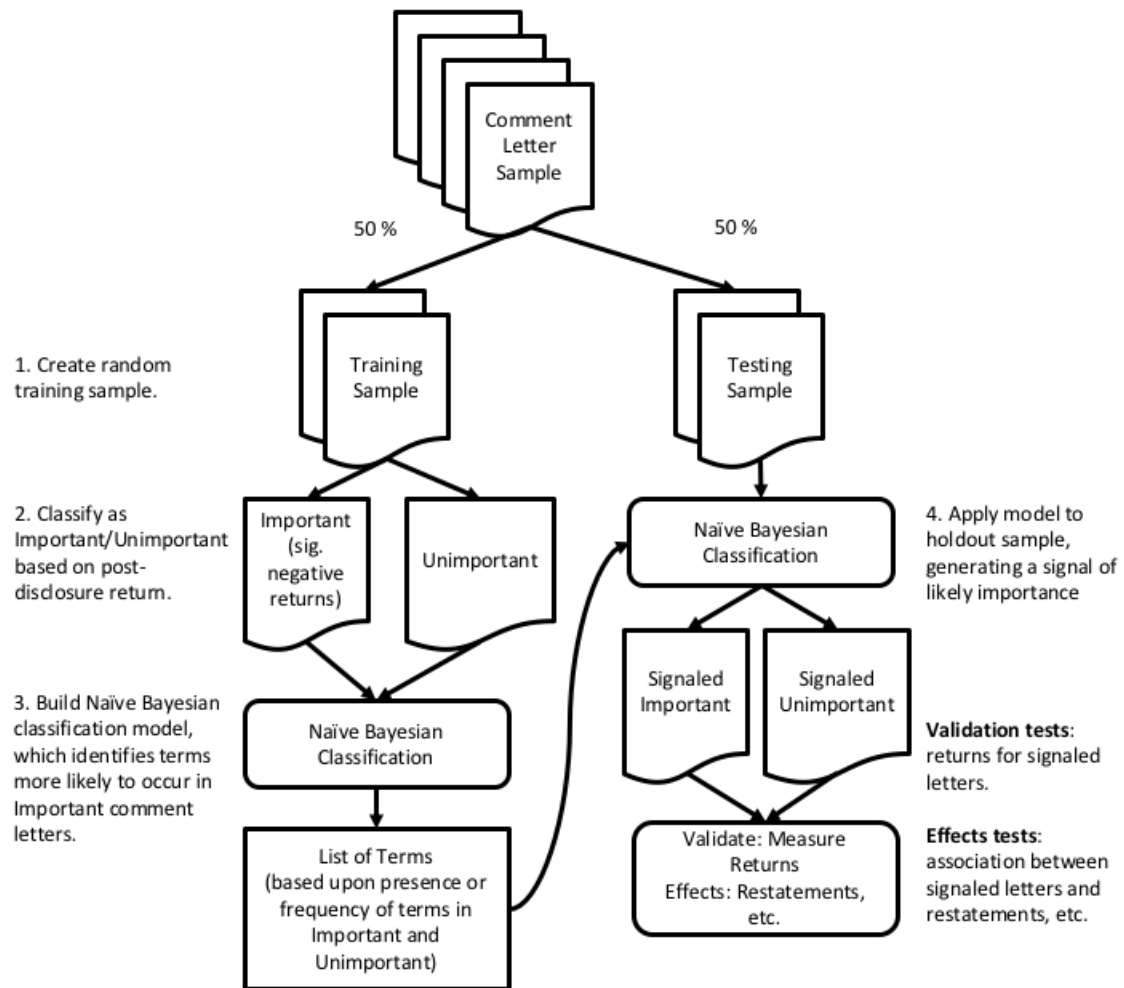 Comment
Letter
Sample
50 %
50 %
1. Create random
training sample.
Training
Sample
Testing
Sample
2. Classify as
Important/Unimportant
based on post-
disclosure return.
Important
(sig.
negative
returns)
Unimportant
Naïve Bayesian
Classification
4. Apply model to
holdout sample,
generating a signal of
likely importance
3. Build Naïve Bayesian
classification model,
which identifies terms
more likely to occur in
Important comment
letters.
Naïve Bayesian
Classification
Signaled
Important
Signaled
Unimportant
Validation tests:
returns for signaled
letters.
List of Terms
(based upon presence or
frequency of terms in
Important and
Unimportant)
Validate: Measure
Returns
Effects: Restatements,
etc.
Effects tests:
association between
signaled letters and
restatements, etc.